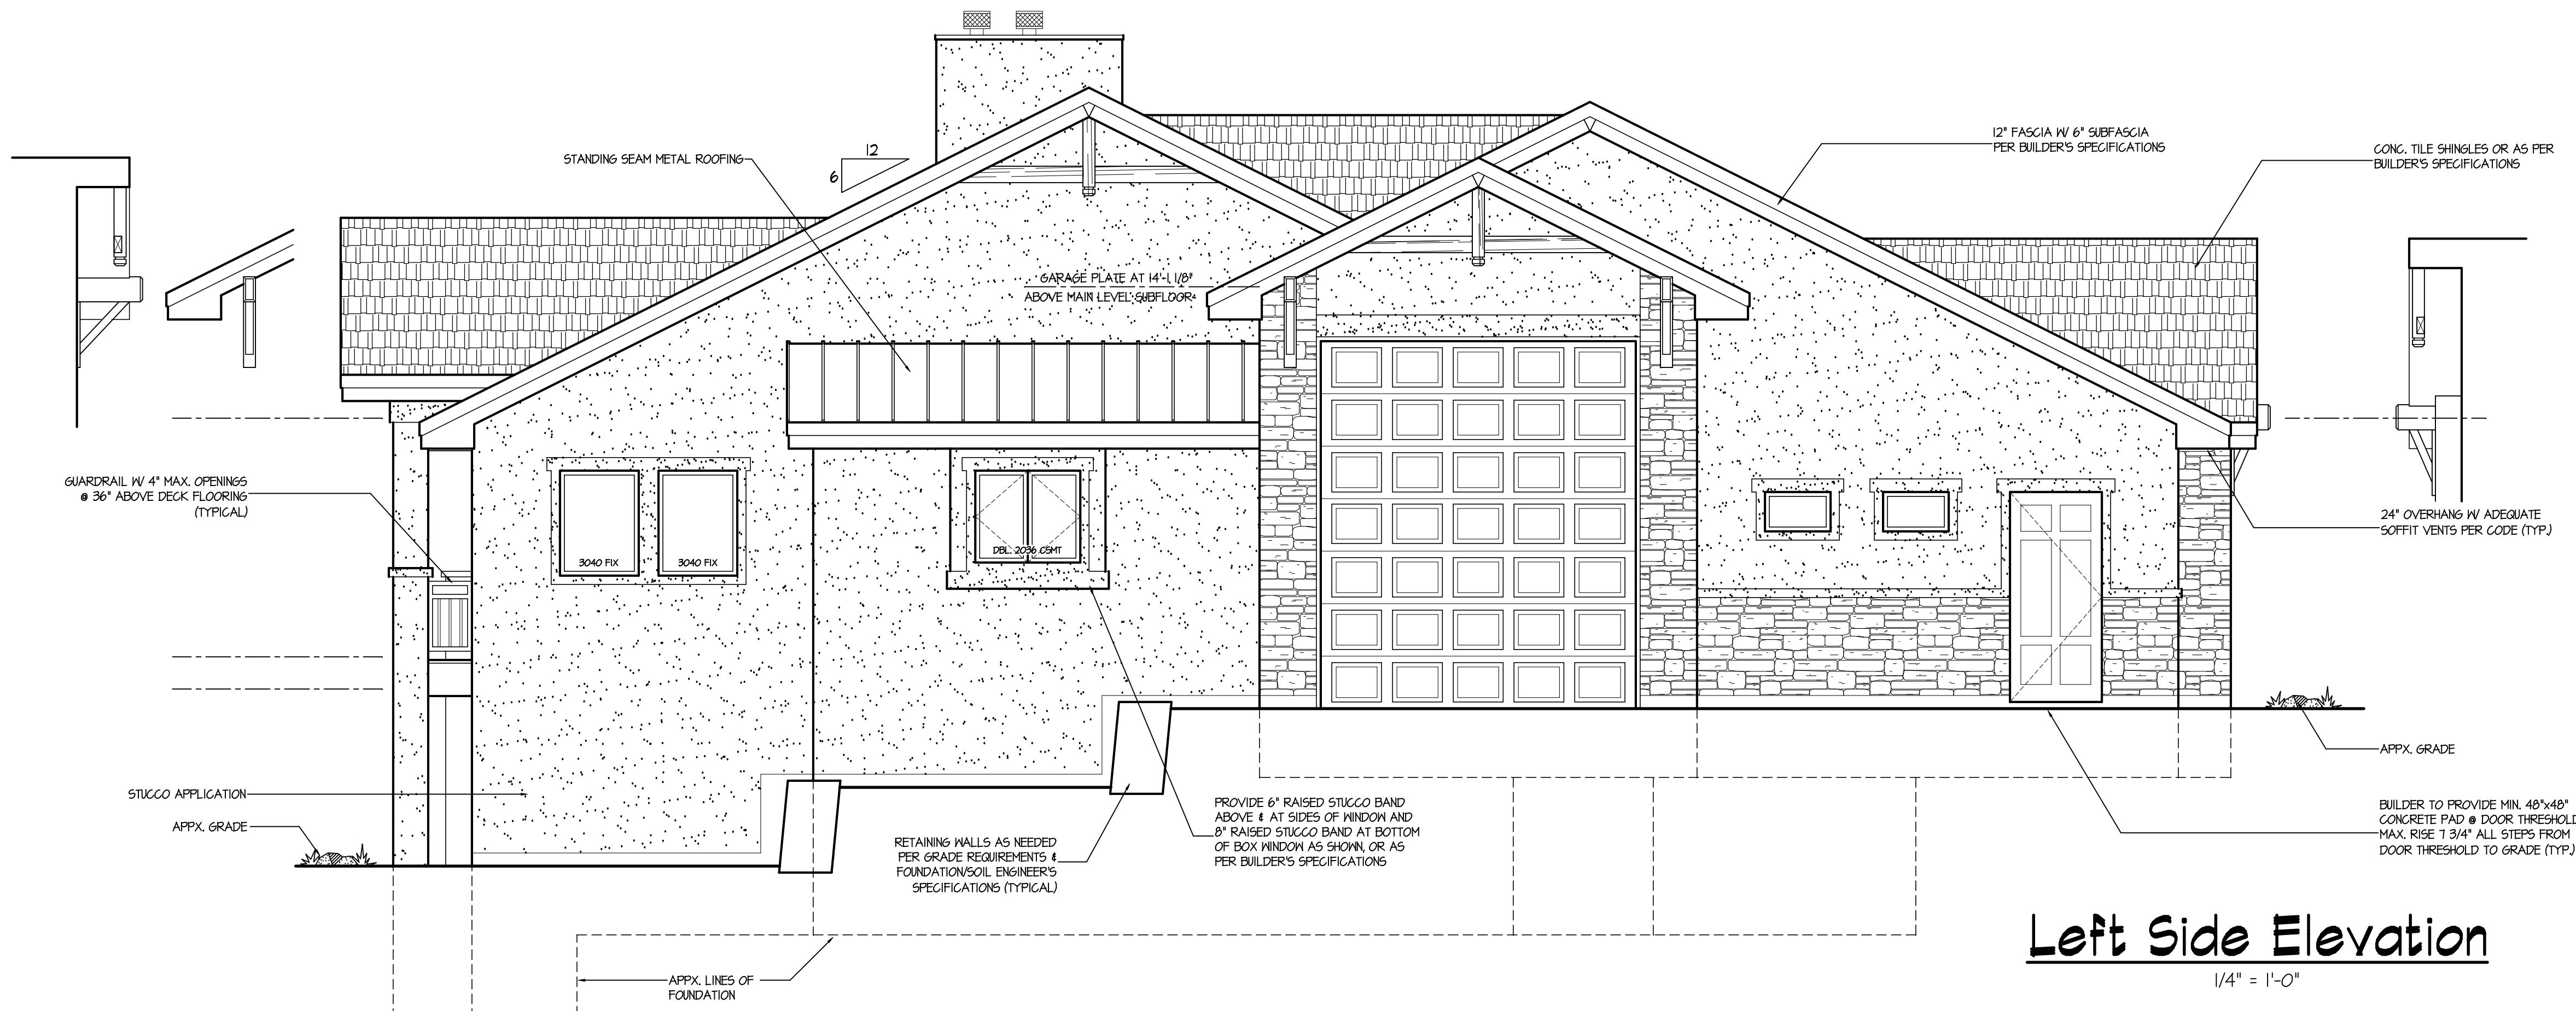 STANDING SEAM METAL ROOFING
12
6
12" FASCIA W/ 6" SUBFASCIA
PER BUILDER'S SPECIFICATIONS
CONC. TILE SHINGLES OR AS PER
BUILDER'S SPECIFICATIONS
GARAGE PLATE AT 14'-1 1/8"
ABOVE MAIN LEVEL SUBFLOOR
GUARDRAIL W/ 4" MAX. OPENINGS
@ 36" ABOVE DECK FLOORING
(TYPICAL)
3040 FIX
3040 FIX
DBL. 2036 CSMT
24" OVERHANG W/ ADEQUATE
SOFFIT VENTS PER CODE (TYP.)
STUCCO APPLICATION
APPX. GRADE
RETAINING WALLS AS NEEDED
PER GRADE REQUIREMENTS &
FOUNDATION/SOIL ENGINEER'S
SPECIFICATIONS (TYPICAL)
PROVIDE 6" RAISED STUCCO BAND
ABOVE & AT SIDES OF WINDOW AND
8" RAISED STUCCO BAND AT BOTTOM
OF BOX WINDOW AS SHOWN, OR AS
PER BUILDER'S SPECIFICATIONS
APPX. GRADE
BUILDER TO PROVIDE MIN. 48"x48"
CONCRETE PAD @ DOOR THRESHOLD
MAX. RISE 7 3/4" ALL STEPS FROM
DOOR THRESHOLD TO GRADE (TYP.)
APPX. LINES OF
FOUNDATION
Left Side Elevation
1/4" = 1'-0"